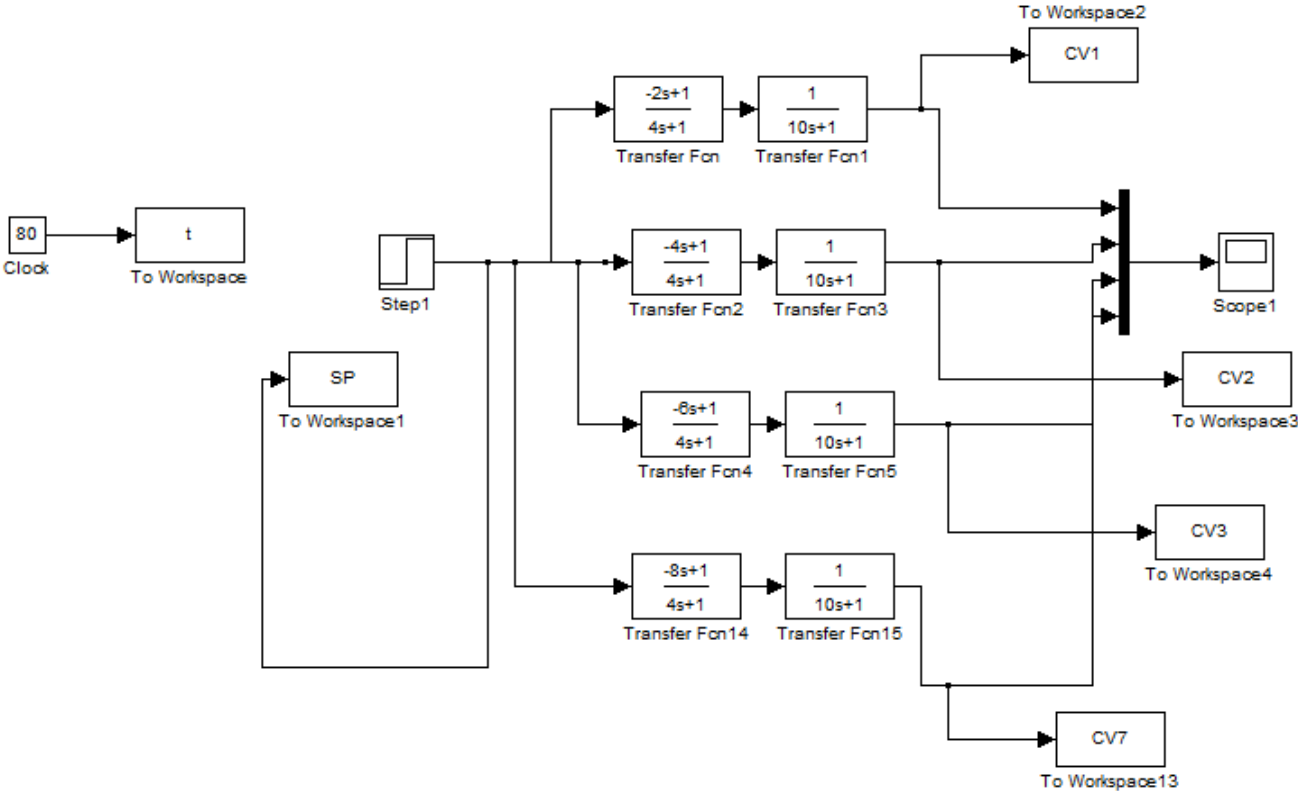 To Workspace2
CV1
-2s+1
4s+1
Transfer Fcn
1
10s+1
Transfer Fcn1
80
Clock
t
To Workspace
Step1
-4s+1
4s+1
Transfer Fcn2
1
10s+1
Transfer Fcn3
Scope1
SP
To Workspace1
CV2
To Workspace3
-6s+1
4s+1
Transfer Fcn4
1
10s+1
Transfer Fcn5
CV3
To Workspace4
-8s+1
4s+1
Transfer Fcn14
1
10s+1
Transfer Fcn15
CV7
To Workspace13